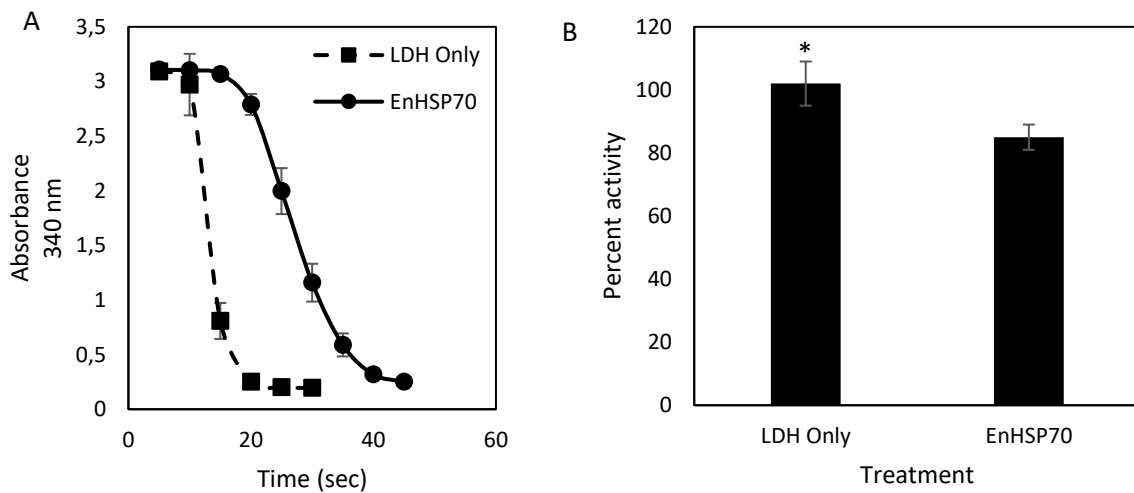 A
3,5
3
2,5
2
1,5
1
0,5
0
Absorbance
340 nm
0 20 40 60
Time (sec)
LDH Only
EnHSP70
B
120
100
80
60
40
20
0
Percent activity
*
LDH Only EnHSP70
Treatment